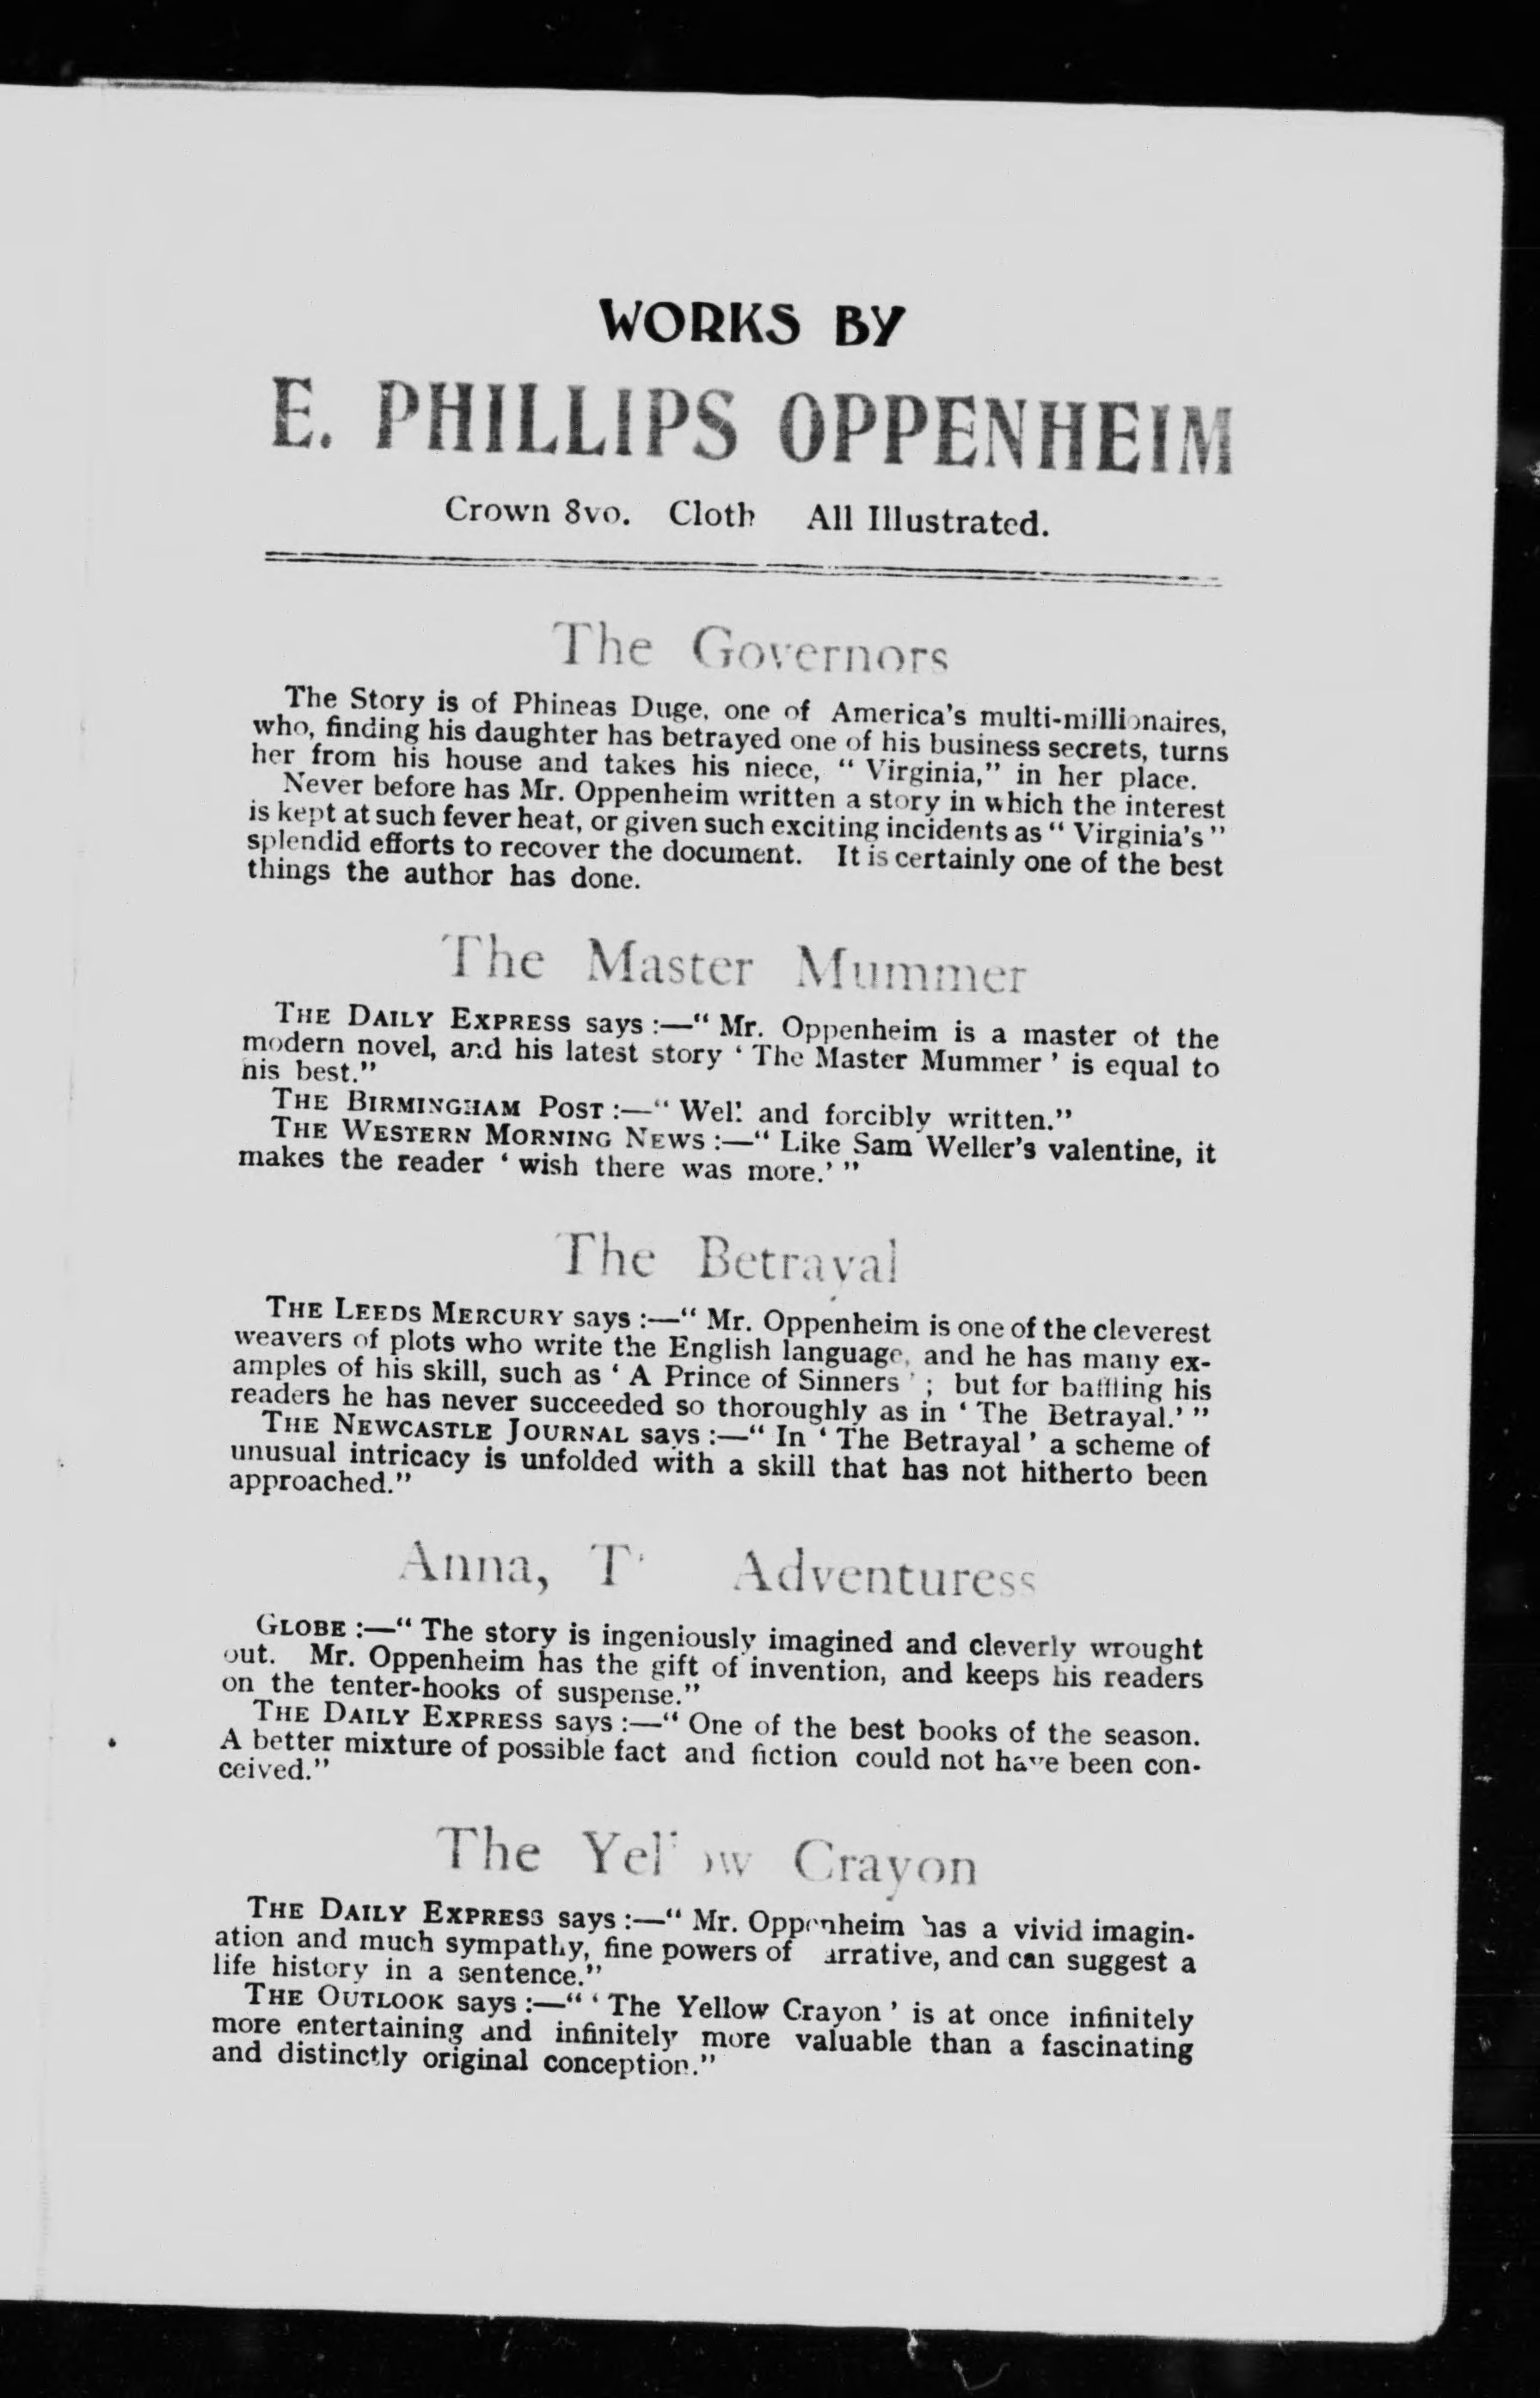 WORKS BY
E. PHILLIPS OPPENHEIM
Crown 8vo. Cloth All Illustrated.
The Governors
The Story is of Phineas Duge, one of America's multi-millionaires,
who, finding his daughter has betrayed one of his business secrets, turns
her from his house and takes his niece, “ Virginia,” in her place.
Never before has Mr. Oppenheim written a story in which the interest
is kept at such fever heat, or given such exciting incidents as “ Virginia's ”
splendid efforts to recover the document. It is certainly one of the best
things the author has done.
The Master Mummer
THE DAILY EXPRESS says :—“ Mr. Oppenheim is a master of the
modern novel, and his latest story ‘ The Master Mummer ’ is equal to
his best.”
THE BIRMINGHAM POST :—“ Well and forcibly written.”
THE WESTERN MORNING NEWS :—“ Like Sam Weller's valentine, it
makes the reader ‘ wish there was more.’ ”
The Betrayal
THE LEEDS MERCURY says :—“ Mr. Oppenheim is one of the cleverest
weavers of plots who write the English language, and he has many ex-
amples of his skill, such as ‘ A Prince of Sinners ’ ; but for baffling his
readers he has never succeeded so thoroughly as in ‘ The Betrayal.’ ”
THE NEWCASTLE JOURNAL says :—“ In ‘ The Betrayal ’ a scheme of
unusual intricacy is unfolded with a skill that has not hitherto been
approached.”
Anna, Adventuress
GLOBE :—“ The story is ingeniously imagined and cleverly wrought
out. Mr. Oppenheim has the gift of invention, and keeps his readers
on the tenter-hooks of suspense.”
THE DAILY EXPRESS says :—“ One of the best books of the season.
A better mixture of possible fact and fiction could not have been con-
ceived.”
The Yellow Crayon
THE DAILY EXPRESS says :—“ Mr. Oppenheim has a vivid imagin-
ation and much sympathy, fine powers of narrative, and can suggest a
life history in a sentence.”
THE OUTLOOK says :—“ ‘ The Yellow Crayon ’ is at once infinitely
more entertaining and infinitely more valuable than a fascinating
and distinctly original conception.”